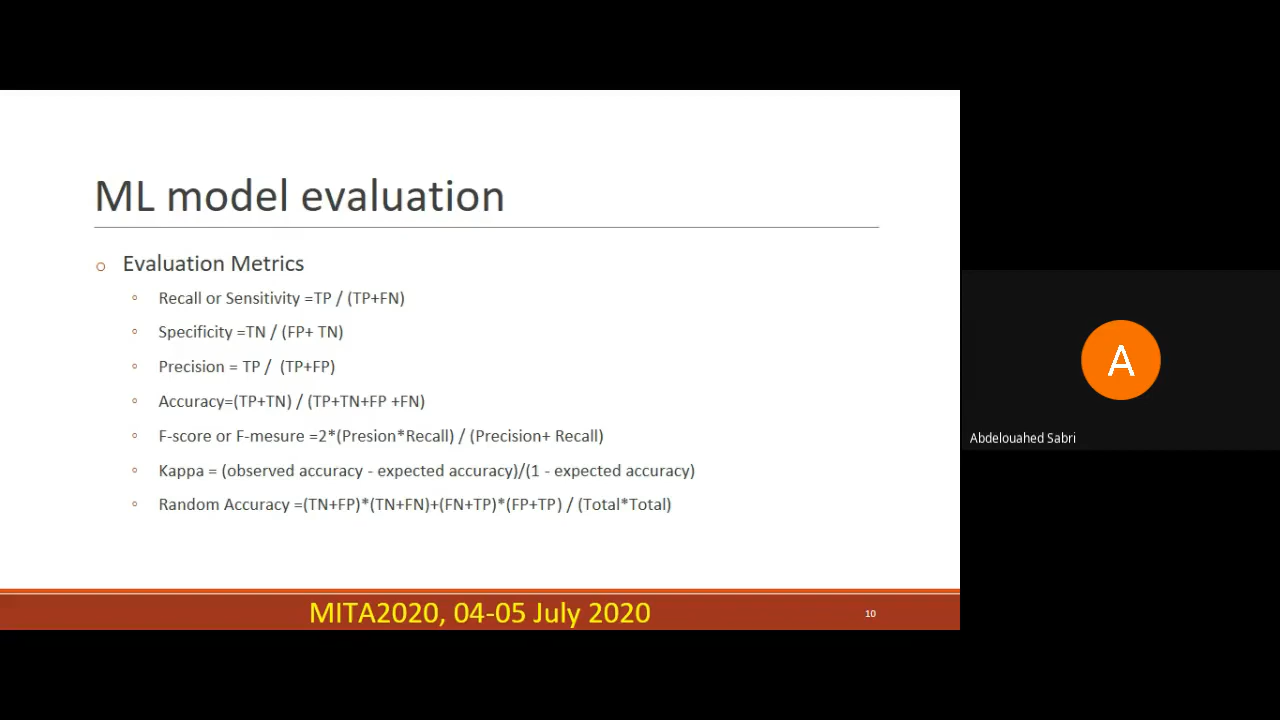 ML model evaluation
Evaluation Metrics
Recall or Sensitivity =TP / (TP+FN)
Specificity =TN / (FP+ TN)
Precision = TP /  (TP+FP)
Accuracy=(TP+TN) / (TP+TN+FP +FN)
F-score or F-mesure =2*(Presion*Recall) / (Precision+ Recall)
Kappa = (observed accuracy - expected accuracy)/(1 - expected accuracy)
Random Accuracy =(TN+FP)*(TN+FN)+(FN+TP)*(FP+TP) / (Total*Total)
MITA2020, 04-05 July 2020
10
A
Abdelouahed Sabri